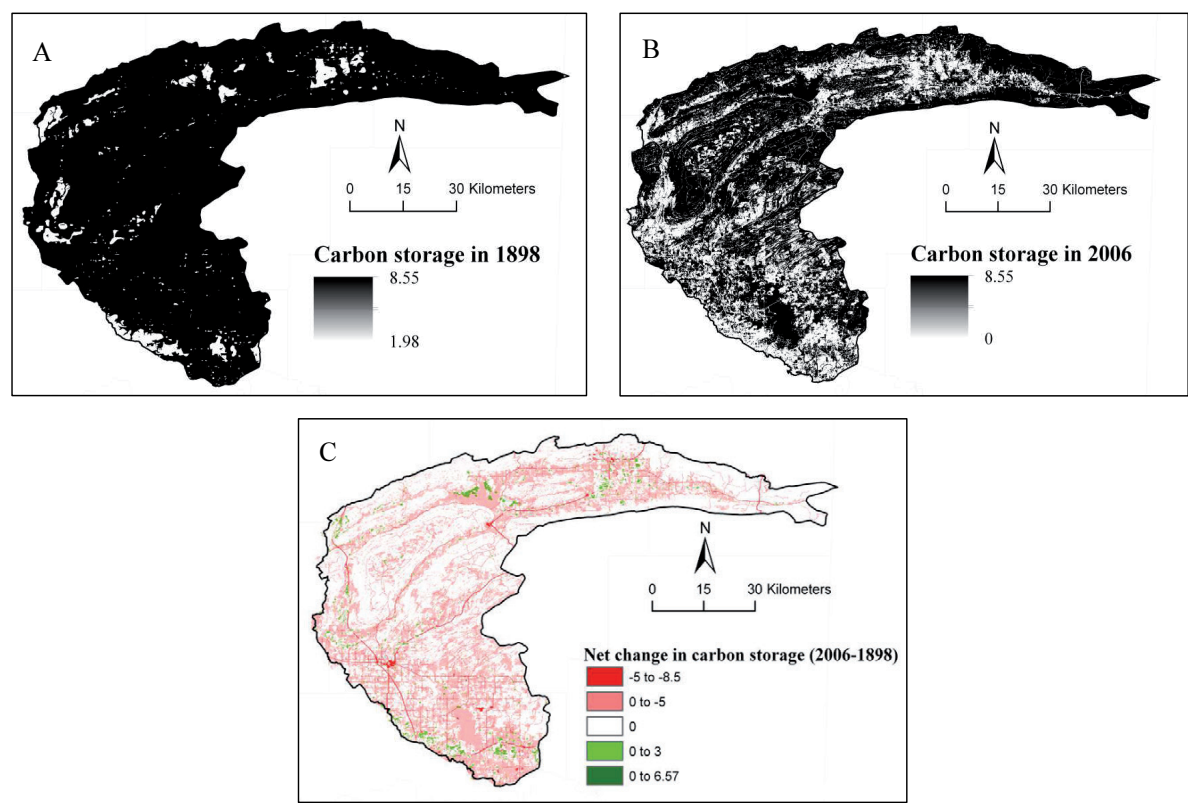 A
N
0 15 30 Kilometers
Carbon storage in 1898
8.55
1.98
B
N
0 15 30 Kilometers
Carbon storage in 2006
8.55
0
C
N
0 15 30 Kilometers
Net change in carbon storage (2006-1898)
-5 to -8.5
0 to -5
0
0 to 3
0 to 6.57